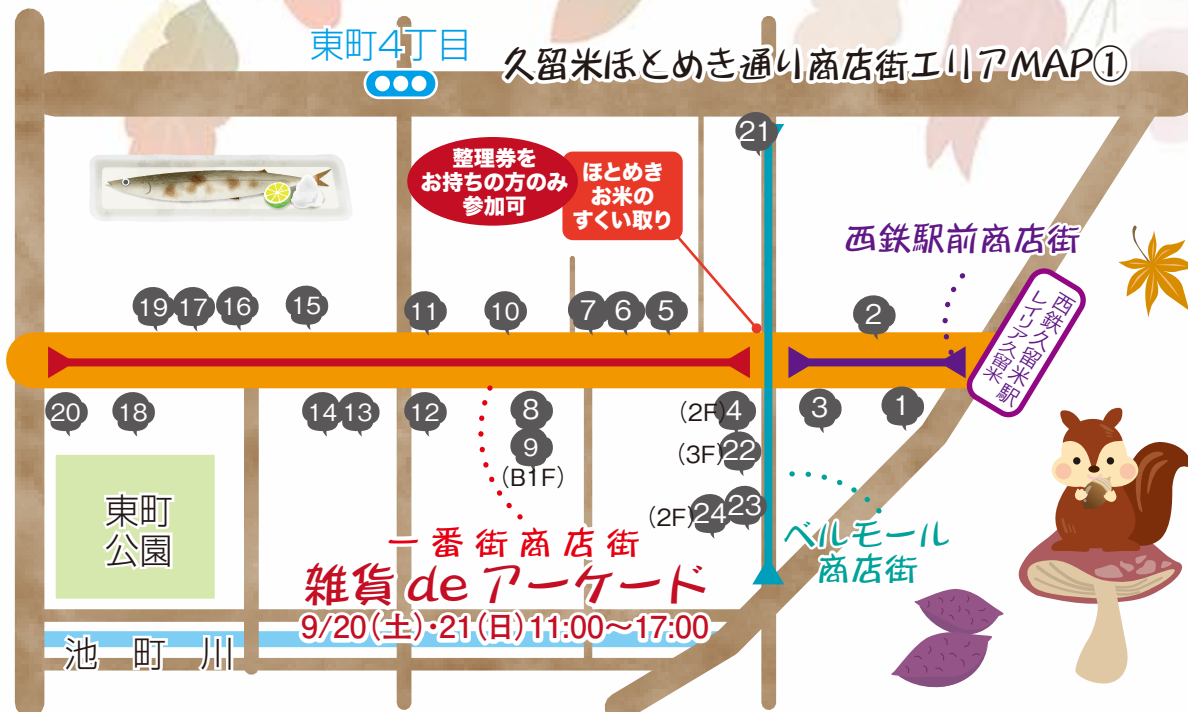 東町4丁目
久留米ほとめき通り商店街エリアMAP①
21
整理券を
お持ちの方のみ
参加可
ほとめき
お米の
すくい取り
西鉄駅前商店街
西鉄久留米駅
レイリア久留米
19
17
16
15
11
10
7
6
5
2
20
18
14
13
12
8
9
(B1F)
(2F)4
3
1
(3F)22
(2F)24
23
東町
公園
一番街商店街
雑貨deアーケード
9/20(土)・21(日)11:00〜17:00
ベルモール
商店街
池町川